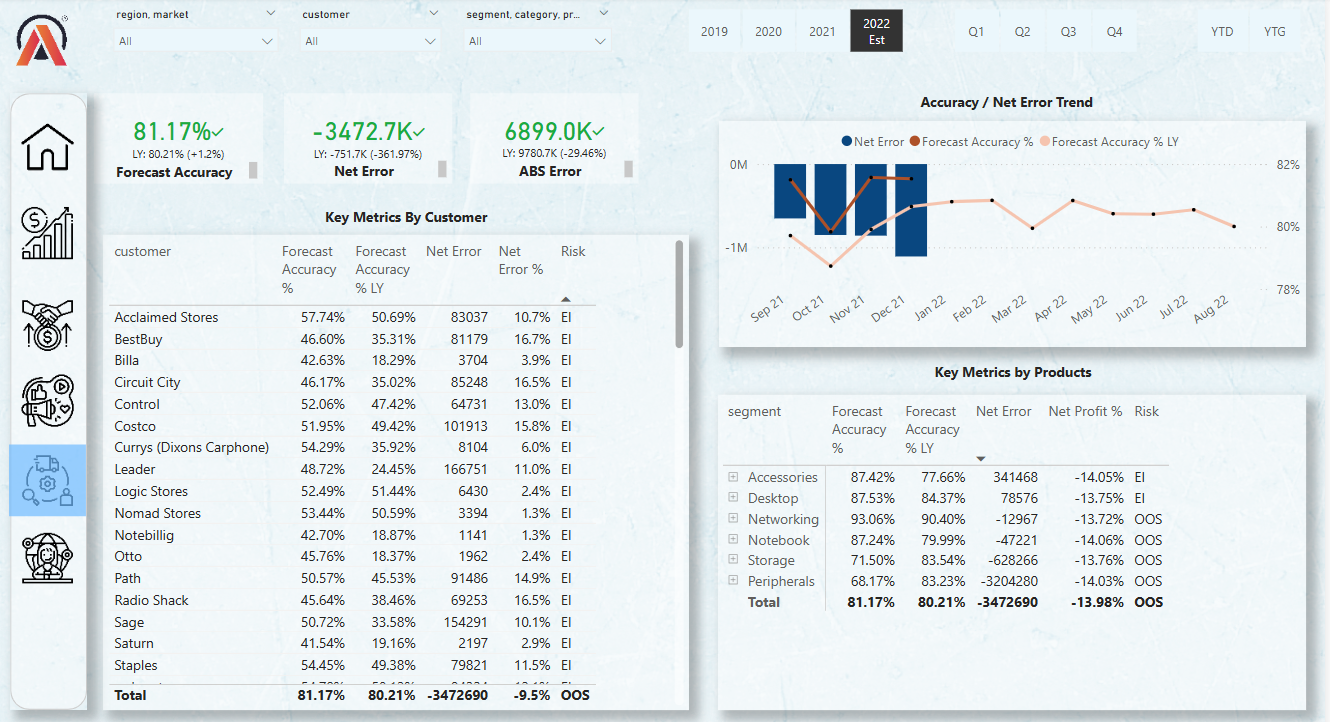 region, market
customer
segment, category, pr...
All
All
All
2019
2020
2021
2022
Est
Q1
Q2
Q3
Q4
YTD
YTG
81.17%✓
LY: 80.21% (+1.2%)
Forecast Accuracy
-3472.7K✓
LY: -751.7K (-361.97%)
Net Error
6899.0K✓
LY: 9780.7K (-29.46%)
ABS Error
Key Metrics By Customer
customer Forecast Accuracy % Forecast Accuracy % LY Net Error Net Error % Risk
Acclaimed Stores 57.74% 50.69% 83037 10.7% EI
BestBuy 46.60% 35.31% 81179 16.7% EI
Billa 42.63% 18.29% 3704 3.9% EI
Circuit City 46.17% 35.02% 85248 16.5% EI
Control 52.06% 47.42% 64731 13.0% EI
Costco 51.95% 49.42% 101913 15.8% EI
Currys (Dixons Carphone) 54.29% 35.92% 8104 6.0% EI
Leader 48.72% 24.45% 166751 11.0% EI
Logic Stores 52.49% 51.44% 6430 2.4% EI
Nomad Stores 53.44% 50.59% 3394 1.3% EI
Notebillig 42.70% 18.87% 1141 1.3% EI
Otto 45.76% 18.37% 1962 2.4% EI
Path 50.57% 45.53% 91486 14.9% EI
Radio Shack 45.64% 38.46% 69253 16.5% EI
Sage 50.72% 33.58% 154291 10.1% EI
Saturn 41.54% 19.16% 2197 2.9% EI
Staples 54.45% 49.38% 79821 11.5% EI
Total 81.17% 80.21% -3472690 -9.5% OOS
Accuracy / Net Error Trend
Net Error Forecast Accuracy % Forecast Accuracy % LY
0M
-1M
82%
80%
78%
Sep 21 Oct 21 Nov 21 Dec 21 Jan 22 Feb 22 Mar 22 Apr 22 May 22 Jun 22 Jul 22 Aug 22
Key Metrics by Products
segment Forecast Accuracy % Forecast Accuracy % LY Net Error Net Profit % Risk
Accessories 87.42% 77.66% 341468 -14.05% EI
Desktop 87.53% 84.37% 78576 -13.75% EI
Networking 93.06% 90.40% -12967 -13.72% OOS
Notebook 87.24% 79.99% -47221 -14.06% OOS
Storage 71.50% 83.54% -628266 -13.76% OOS
Peripherals 68.17% 83.23% -3204280 -14.03% OOS
Total 81.17% 80.21% -3472690 -13.98% OOS